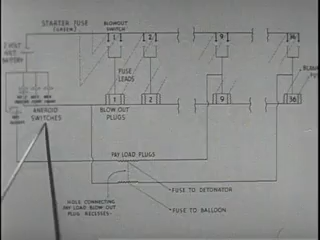 STARTER FUSE
(GREEN)
BLOWOUT
SWITCH
1
2
9
36
BATTERY
FUSE
LEADS
ANEROID
SWITCHES
1
2
9
36
BLOW OUT
PLUGS
PAY LOAD PLUGS
FUSE TO DETONATOR
HOLE CONNECTING
PAY-LOAD BLOW-OUT
PLUG RECESSES
FUSE TO BALLOON